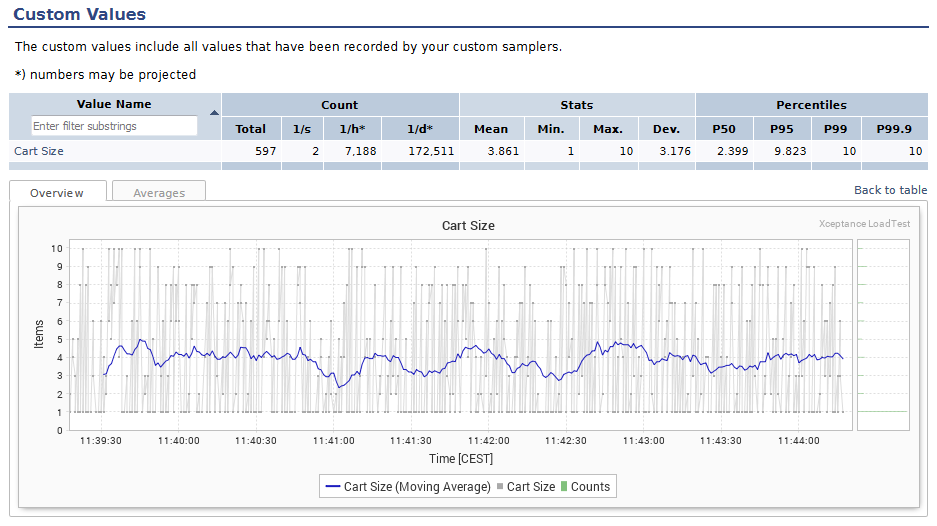 Custom Values
The custom values include all values that have been recorded by your custom samplers.
*) numbers may be projected
Value Name Count Stats Percentiles
Enter filter substrings Total 1/s 1/h* 1/d* Mean Min. Max. Dev. P50 P95 P99 P99.9
Cart Size 597 2 7,188 172,511 3.861 1 10 3.176 2.399 9.823 10 10
Overview Averages Back to table
Cart Size Xceptance LoadTest
10
9
8
7
6
5
4
3
2
1
0
Items
11:39:30 11:40:00 11:40:30 11:41:00 11:41:30 11:42:00 11:42:30 11:43:00 11:43:30 11:44:00
Time [CEST]
Cart Size (Moving Average) Cart Size Counts